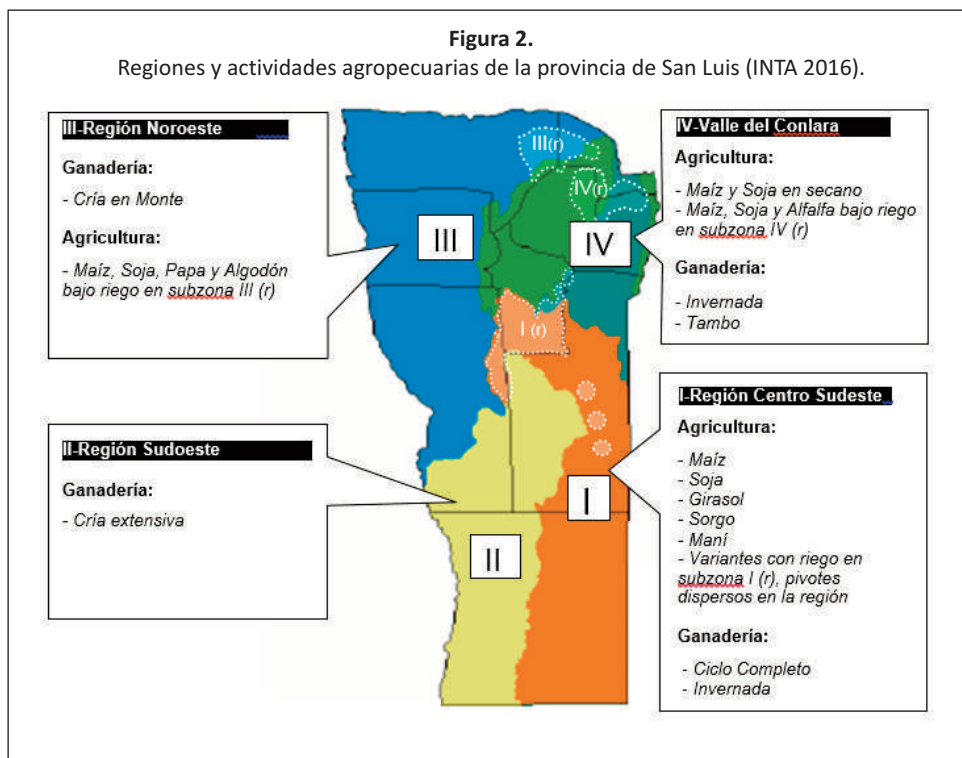 Figura 2.
Regiones y actividades agropecuarias de la provincia de San Luis (INTA 2016).
III-Región Noroeste
Ganadería:
- Cría en Monte
Agricultura:
- Maíz, Soja, Papa y Algodón
bajo riego en subzona III (r)
II-Región Sudoeste
Ganadería:
- Cría extensiva
III(r)
IV(r)
III
IV
I (r)
I
II
IV-Valle del Conlara
Agricultura:
- Maíz y Soja en secano
- Maíz, Soja y Alfalfa bajo riego
en subzona IV (r)
Ganadería:
- Invernada
- Tambo
I-Región Centro Sudeste
Agricultura:
- Maíz
- Soja
- Girasol
- Sorgo
- Maní
- Variantes con riego en
subzona I (r), pivotes
dispersos en la región
Ganadería:
- Ciclo Completo
- Invernada